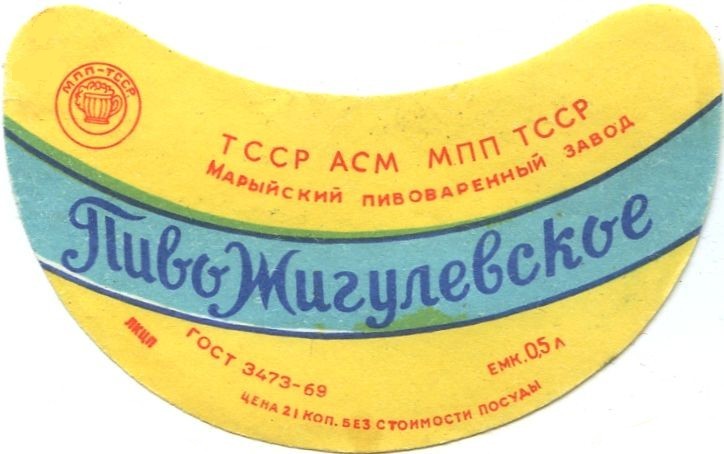 МПП-ТССР
ТССР АСМ МПП ТССР
МАРЫЙСКИЙ ПИВОВАРЕННЫЙ ЗАВОД
Пиво Жигулевское
ЛКЦП
ГОСТ 3473-69
ЕМК. 0,5 Л
ЦЕНА 21 КОП. БЕЗ СТОИМОСТИ ПОСУДЫ